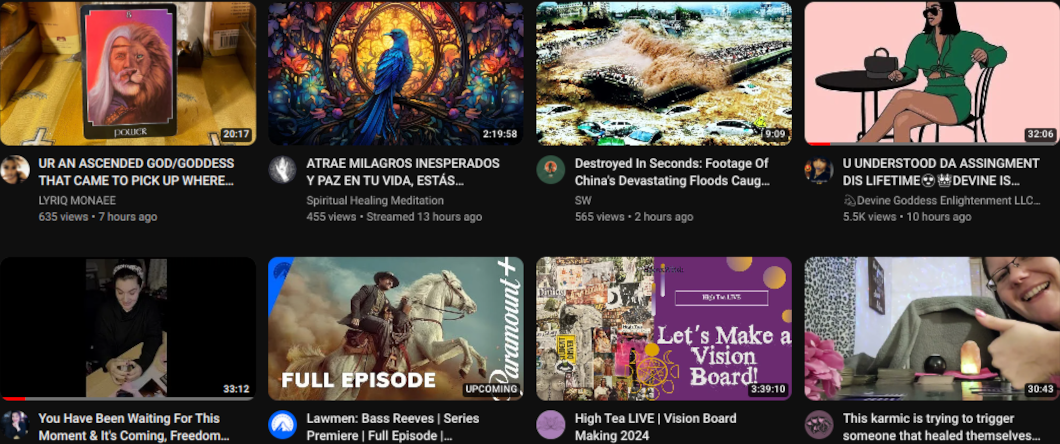 POWER
20:17
2:19:58
9:09
32:06
UR AN ASCENDED GOD/GODDESS
THAT CAME TO PICK UP WHERE...
LYRIQ MONAEE
635 views • 7 hours ago
ATRAE MILAGROS INESPERADOS
Y PAZ EN TU VIDA, ESTÁS...
Spiritual Healing Meditation
455 views • Streamed 13 hours ago
Destroyed In Seconds: Footage Of
China's Devastating Floods Caug...
SW
565 views • 2 hours ago
U UNDERSTOOD DA ASSINGMENT
DIS LIFETIME😍👑DEVINE IS...
💫Devine Goddess Enlightenment LLC...
5.5K views • 10 hours ago
33:12
Paramount+
FULL EPISODE
UPCOMING
High Tea LIVE
Let's Make a
Vision
Board!
3:39:10
30:43
You Have Been Waiting For This
Moment & It's Coming, Freedom...
Lawmen: Bass Reeves | Series
Premiere | Full Episode |...
High Tea LIVE | Vision Board
Making 2024
This karmic is trying to trigger
someone that healed themselves...